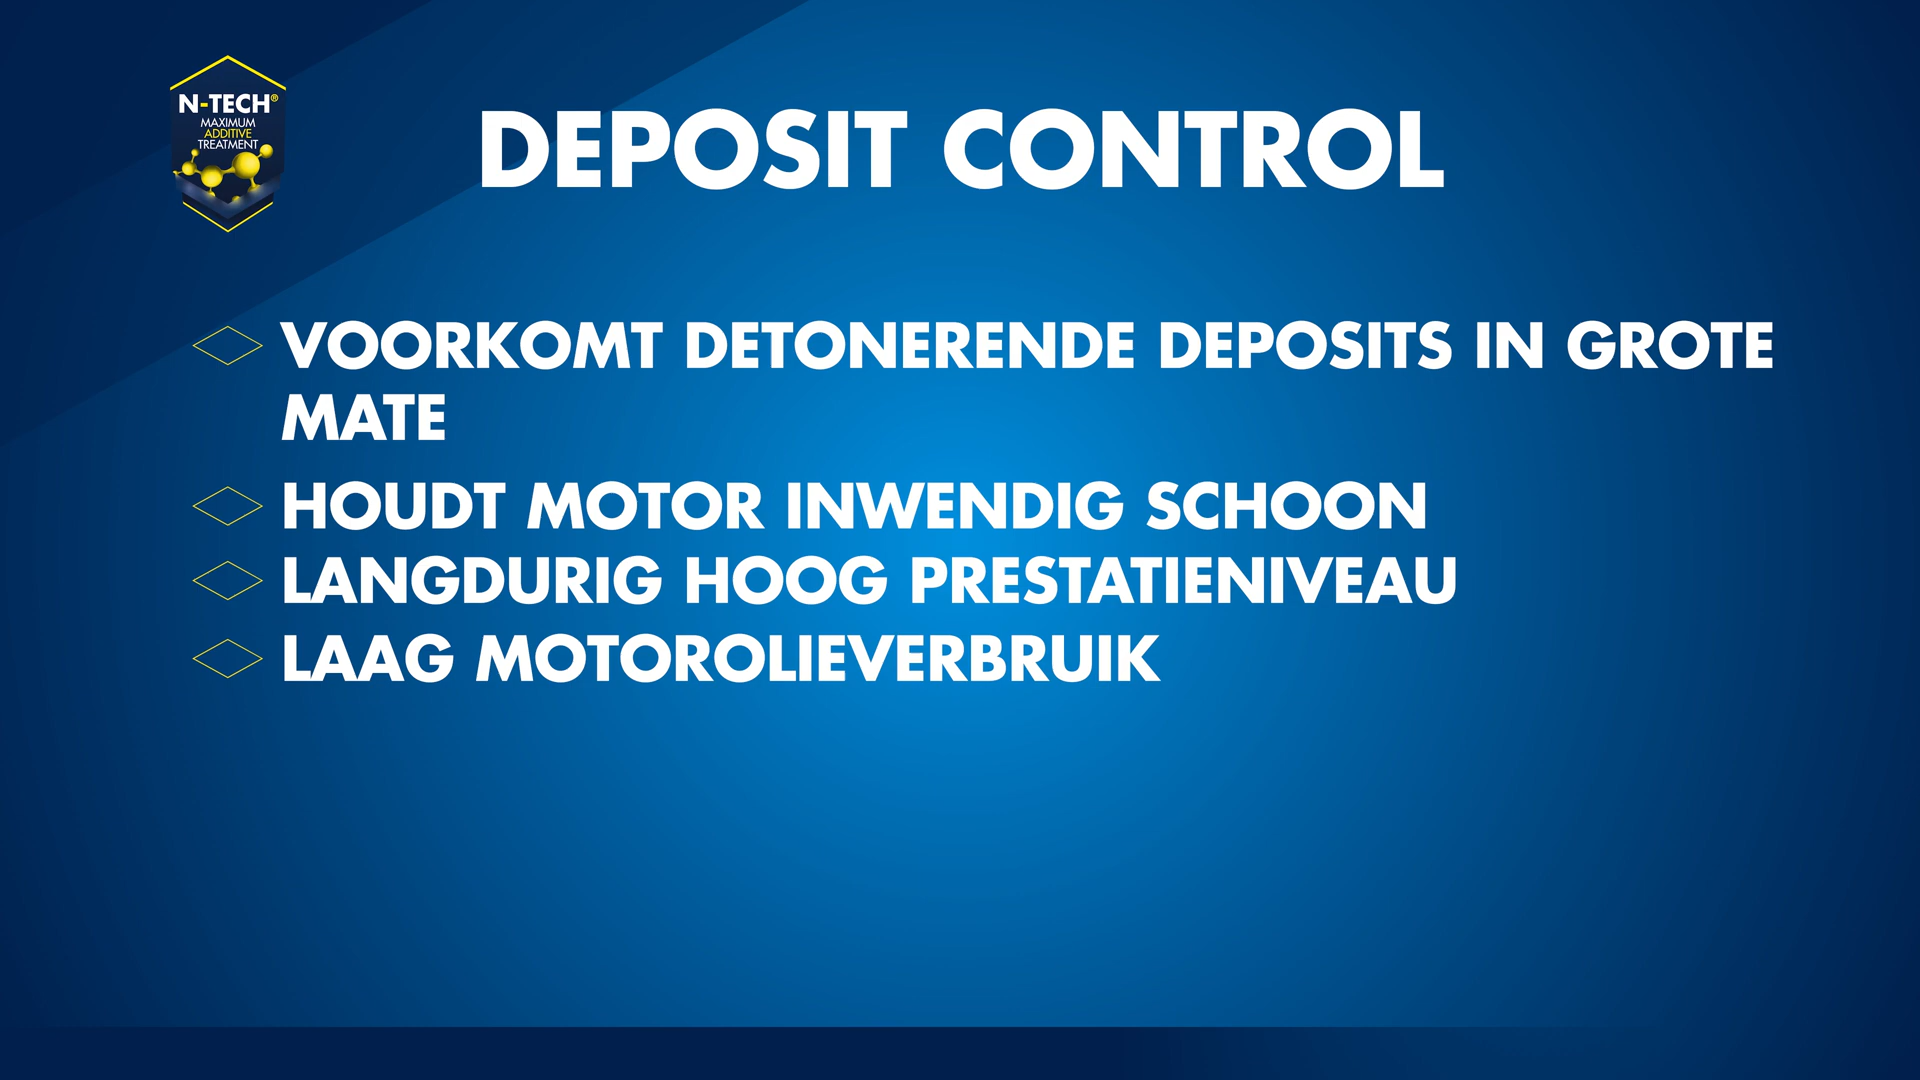 N-TECH®
MAXIMUM
ADDITIVE
TREATMENT
DEPOSIT CONTROL
VOORKOMT DETONERENDE DEPOSITS IN GROTE
MATE
HOUDT MOTOR INWENDIG SCHOON
LANGDURIG HOOG PRESTATIENIVEAU
LAAG MOTOROLIEVERBRUIK